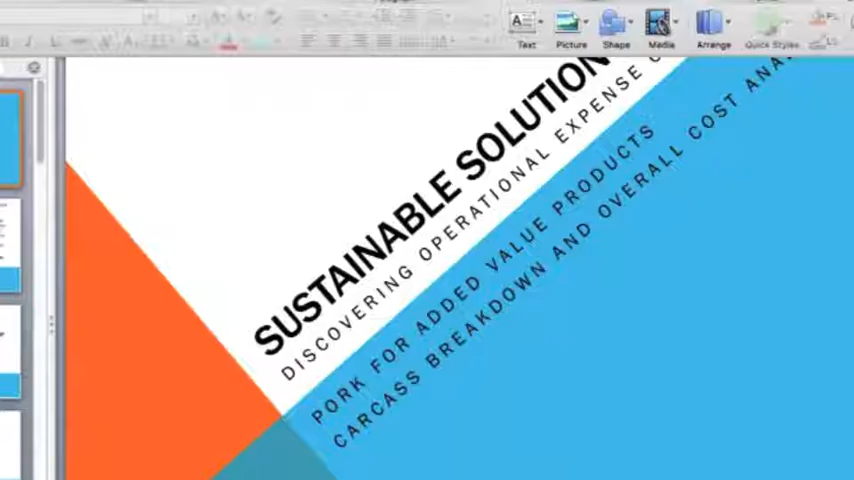 Text
Picture
Shape
Media
Arrange
Quick Styles
SUSTAINABLE SOLUTION
DISCOVERING OPERATIONAL EXPENSE
PORK FOR ADDED VALUE PRODUCTS
CARCASS BREAKDOWN AND OVERALL COST